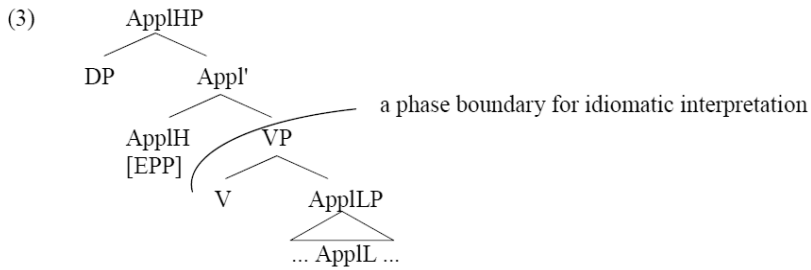 (3) ApplHP
DP Appl'
a phase boundary for idiomatic interpretation
ApplH VP
[EPP]
V ApplLP
... ApplL ...